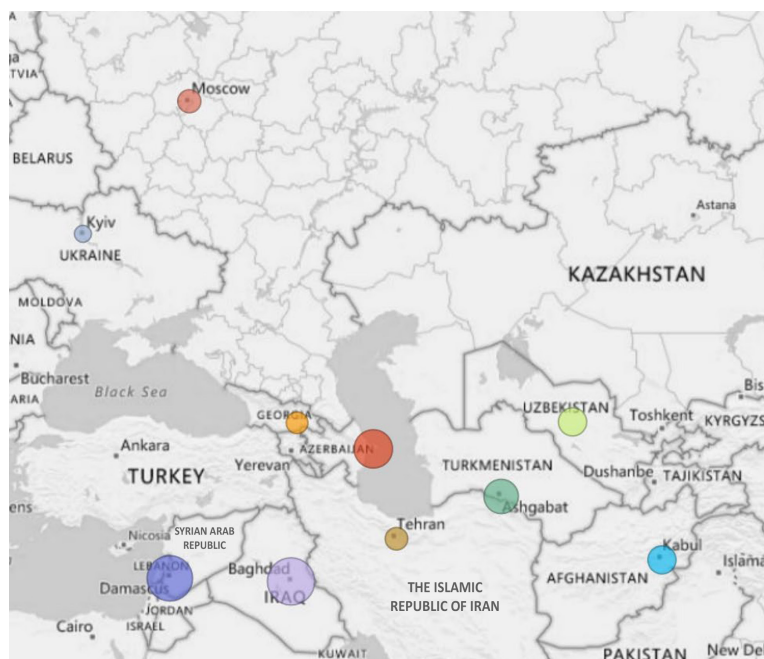 Moscow
ga
TVIA
BELARUS
Astana
Kyiv
UKRAINE
KAZAKHSTAN
MOLDOVA
NIA
Bucharest
ARIA
Black Sea
Bis
GEORGIA
UZBEKISTAN
Toshkent
KYRGYZS
Ankara
AZERBAIJAN
Yerevan
TURKMENISTAN
Dushanbe
TAJIKISTAN
TURKEY
ens
Ashgabat
Tehran
SYRIAN ARAB
REPUBLIC
Nicosia
Kabul
LEBANON
Baghdad
Islama
AFGHANISTAN
Damascus
THE ISLAMIC
REPUBLIC OF IRAN
IRAQ
JORDAN
ISRAEL
Cairo
KUWAIT
PAKISTAN
New Del